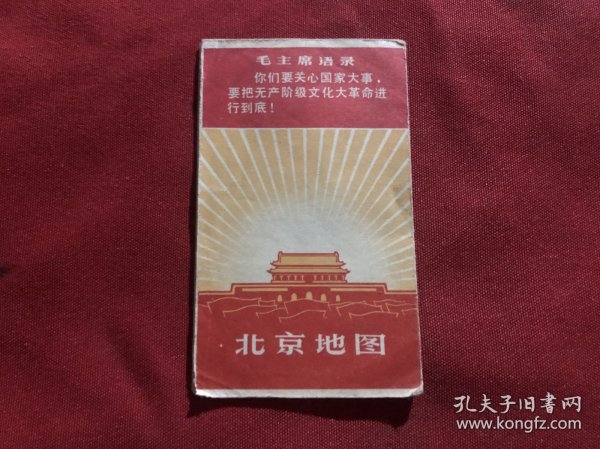 毛主席语录
你们要关心国家大事，
要把无产阶级文化大革命进
行到底！
北京地图
孔夫子旧书网
www.kongfz.com